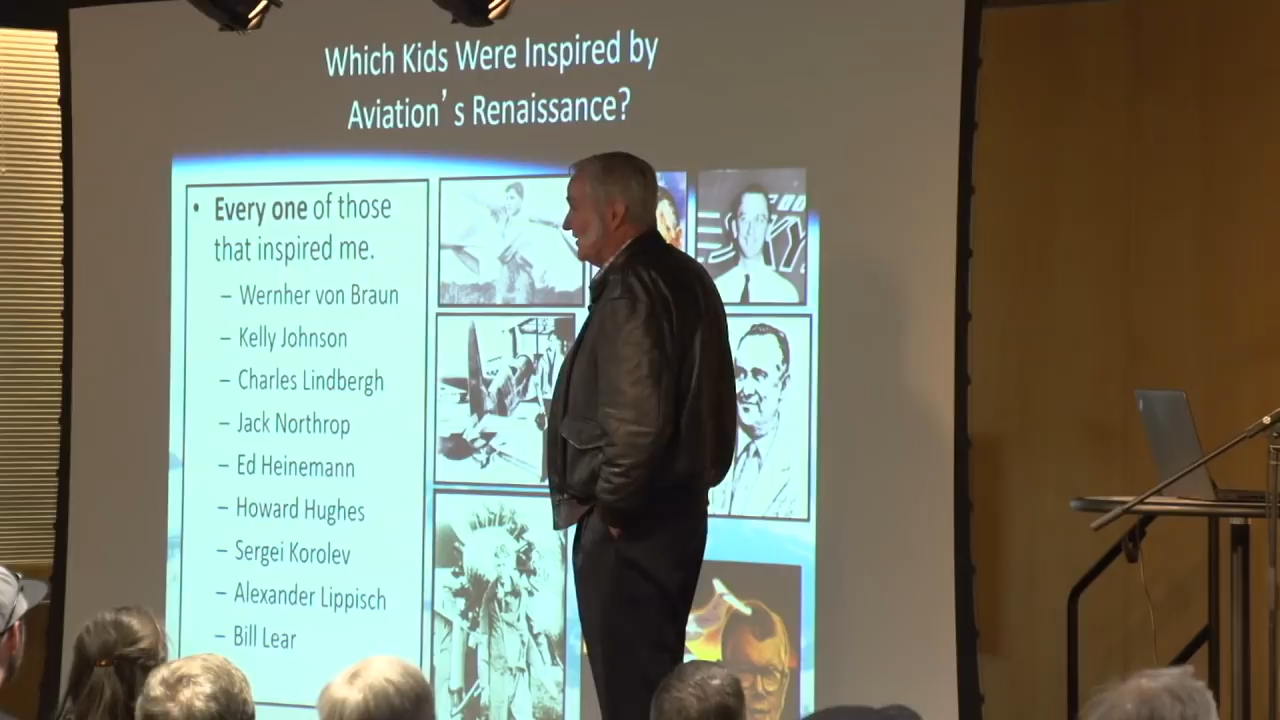 Which Kids Were Inspired by
Aviation's Renaissance?
• Every one of those
that inspired me.
– Wernher von Braun
– Kelly Johnson
– Charles Lindbergh
– Jack Northrop
– Ed Heinemann
– Howard Hughes
– Sergei Korolev
– Alexander Lippisch
– Bill Lear